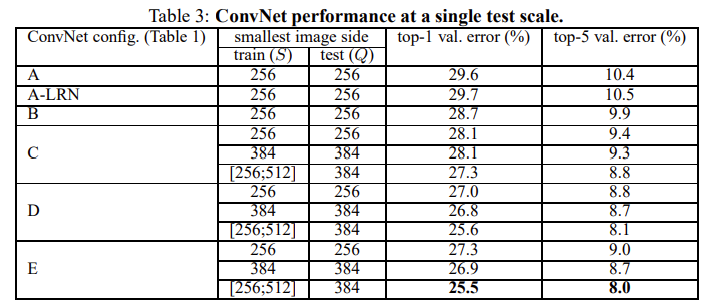 Table 3: ConvNet performance at a single test scale.
ConvNet config. (Table 1) smallest image side top-1 val. error (%) top-5 val. error (%)
train (S) test (Q)
A 256 256 29.6 10.4
A-LRN 256 256 29.7 10.5
B 256 256 28.7 9.9
256 256 28.1 9.4
C 384 384 28.1 9.3
[256;512] 384 27.3 8.8
256 256 27.0 8.8
D 384 384 26.8 8.7
[256;512] 384 25.6 8.1
256 256 27.3 9.0
E 384 384 26.9 8.7
[256;512] 384 25.5 8.0